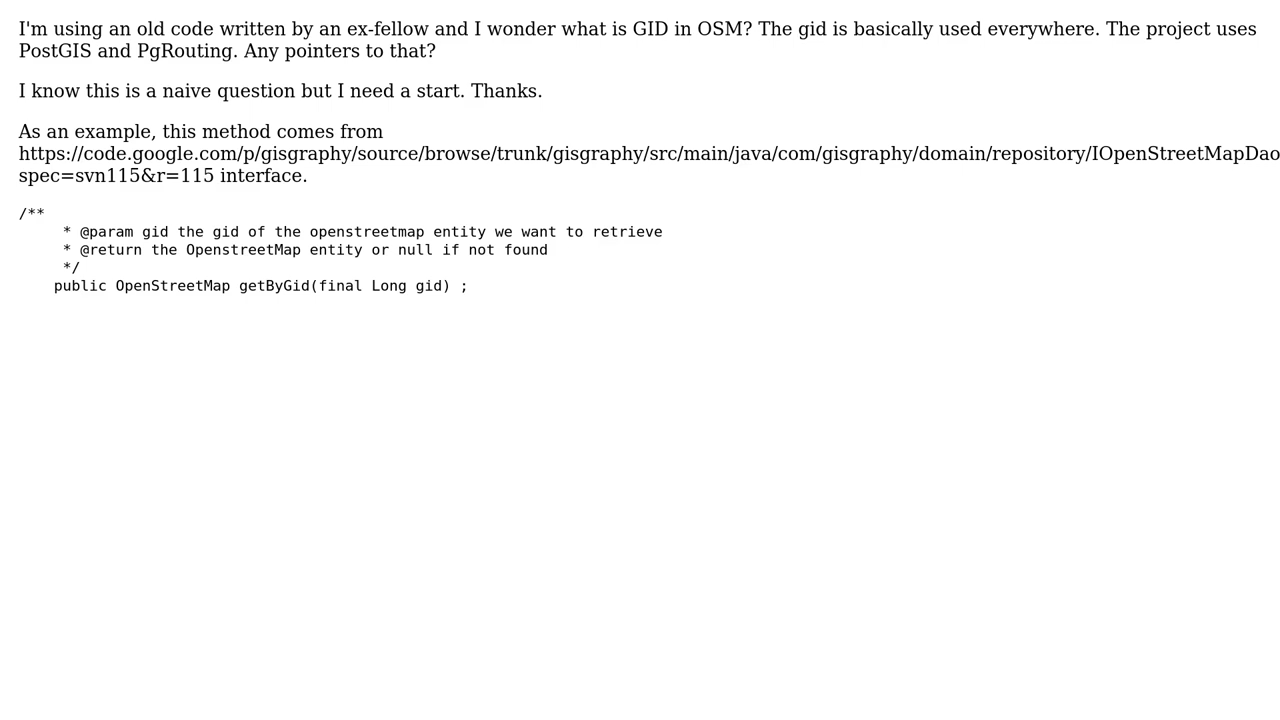 I'm using an old code written by an ex-fellow and I wonder what is GID in OSM? The gid is basically used everywhere. The project uses
PostGIS and PgRouting. Any pointers to that?
I know this is a naive question but I need a start. Thanks.
As an example, this method comes from
https://code.google.com/p/gisgraphy/source/browse/trunk/gisgraphy/src/main/java/com/gisgraphy/domain/repository/IOpenStreetMapDao
spec=svn115&r=115 interface.
/**
* @param gid the gid of the openstreetmap entity we want to retrieve
* @return the OpenstreetMap entity or null if not found
*/
public OpenStreetMap getByGid(final Long gid) ;